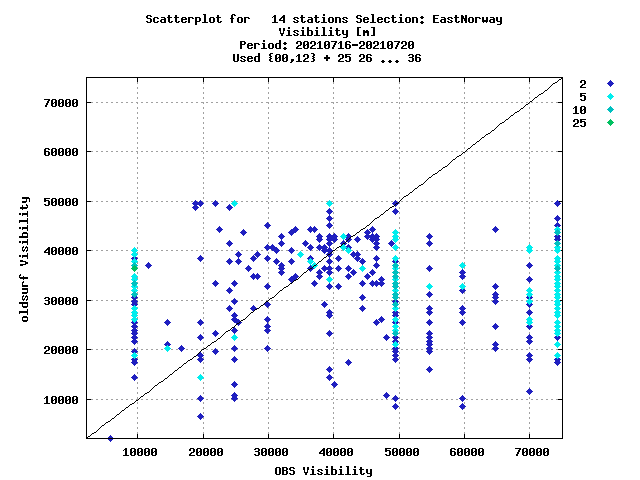 Scatterplot for   14 stations Selection: EastNorway
Visibility [m]
Period: 20210716-20210720
Used {00,12} + 25 26 ... 36
2
5
10
25
70000
60000
50000
40000
30000
20000
10000
oldsurf Visibility
10000 20000 30000 40000 50000 60000 70000
OBS Visibility